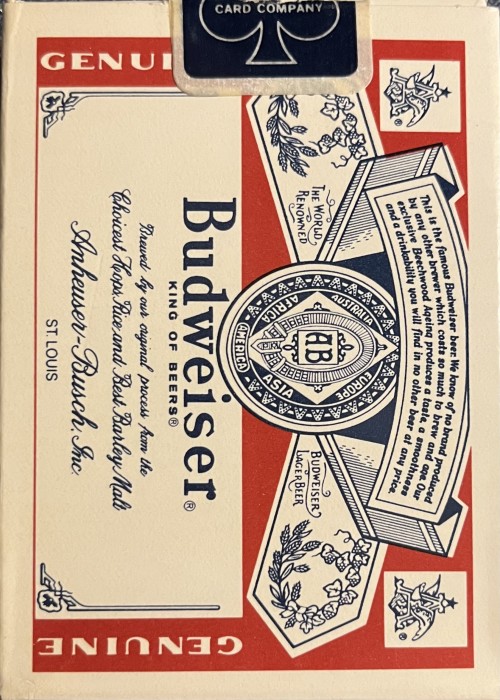 CARD COMPANY
GENUI
GENUINE
This is the famous Budweiser beer. We know of no brand produced
by any other brewer which costs so much to brew and age. Our
exclusive Beechwood Ageing produces a taste, a smoothness
and a drinkability you will find in no other beer at any price.
THE WORLD
RENOWNED
BUDWEISER
LAGER BEER
AFRICA
AUSTRALIA
AMERICA
AB
ASIA
EUROPE
Budweiser®
KING OF BEERS®
Brewed by our original process from the
Choicest Hops, Rice and Best Barley Malt
Anheuser-Busch, Inc.
ST LOUIS
®
®